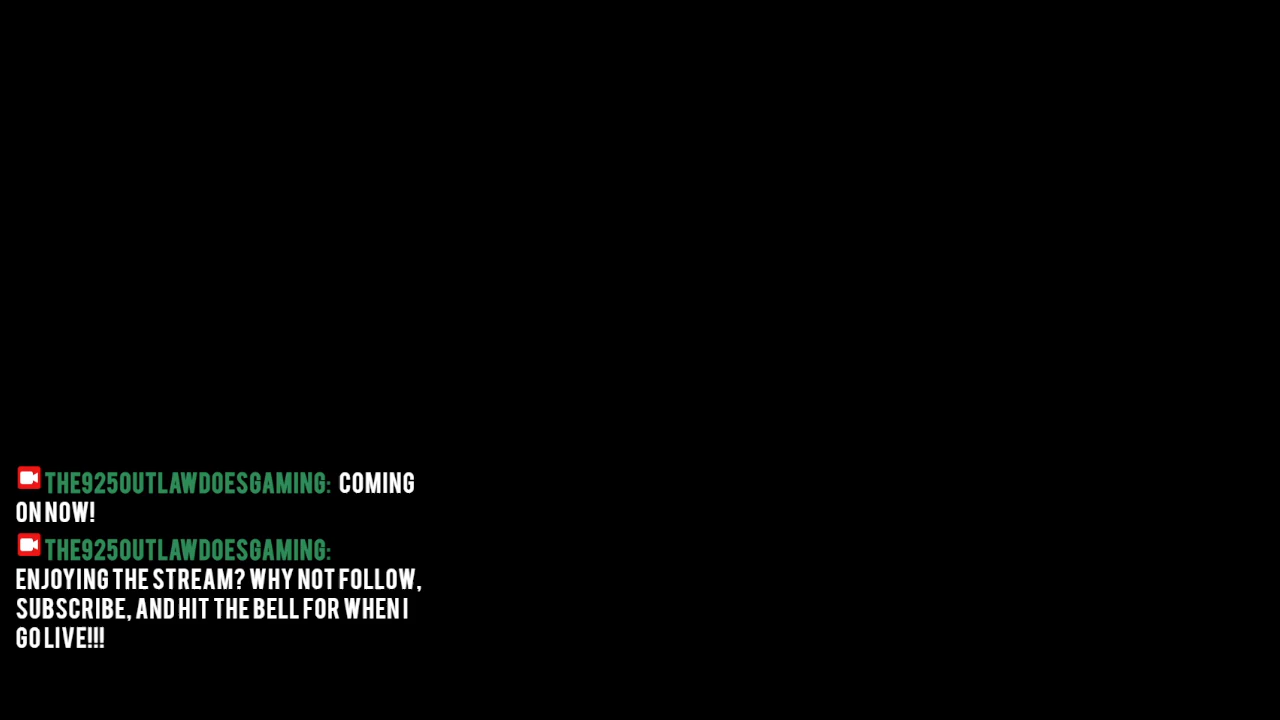 THE925OUTLAWDOESGAMING: COMING
ON NOW!
THE925OUTLAWDOESGAMING:
ENJOYING THE STREAM? WHY NOT FOLLOW,
SUBSCRIBE, AND HIT THE BELL FOR WHEN I
GO LIVE!!!